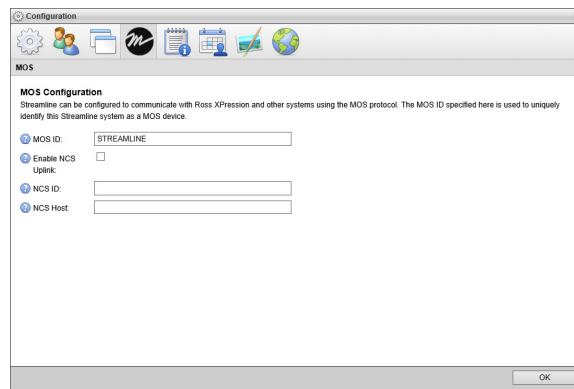 Configuration
MOS
MOS Configuration
Streamline can be configured to communicate with Ross XPression and other systems using the MOS protocol. The MOS ID specified here is used to uniquely
identify this Streamline system as a MOS device.
MOS ID: STREAMLINE
Enable NCS
Uplink:
NCS ID:
NCS Host:
OK